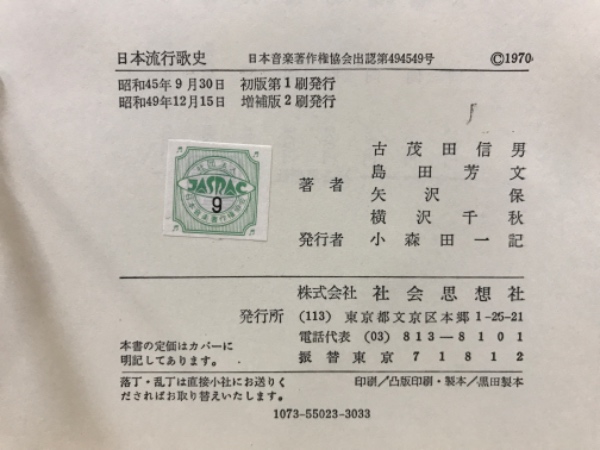 日本流行歌史 日本音楽著作権協会出認第494549号 ©1970
昭和45年9月30日 初版第1刷発行
昭和49年12月15日 増補版2刷発行
JASRAC
9
著者 古茂田信男
島田芳文
矢沢保
横沢千秋
発行者 小森田一記
株式会社 社会思想社
発行所 (113) 東京都文京区本郷1-25-21
電話代表 (03) 813-8101
振替東京 71812
本書の定価はカバーに
明記してあります。
落丁・乱丁は直接小社にお送りく
ださればお取り替えいたします。
印刷/凸版印刷・製本/黒田製本
1073-55023-3033